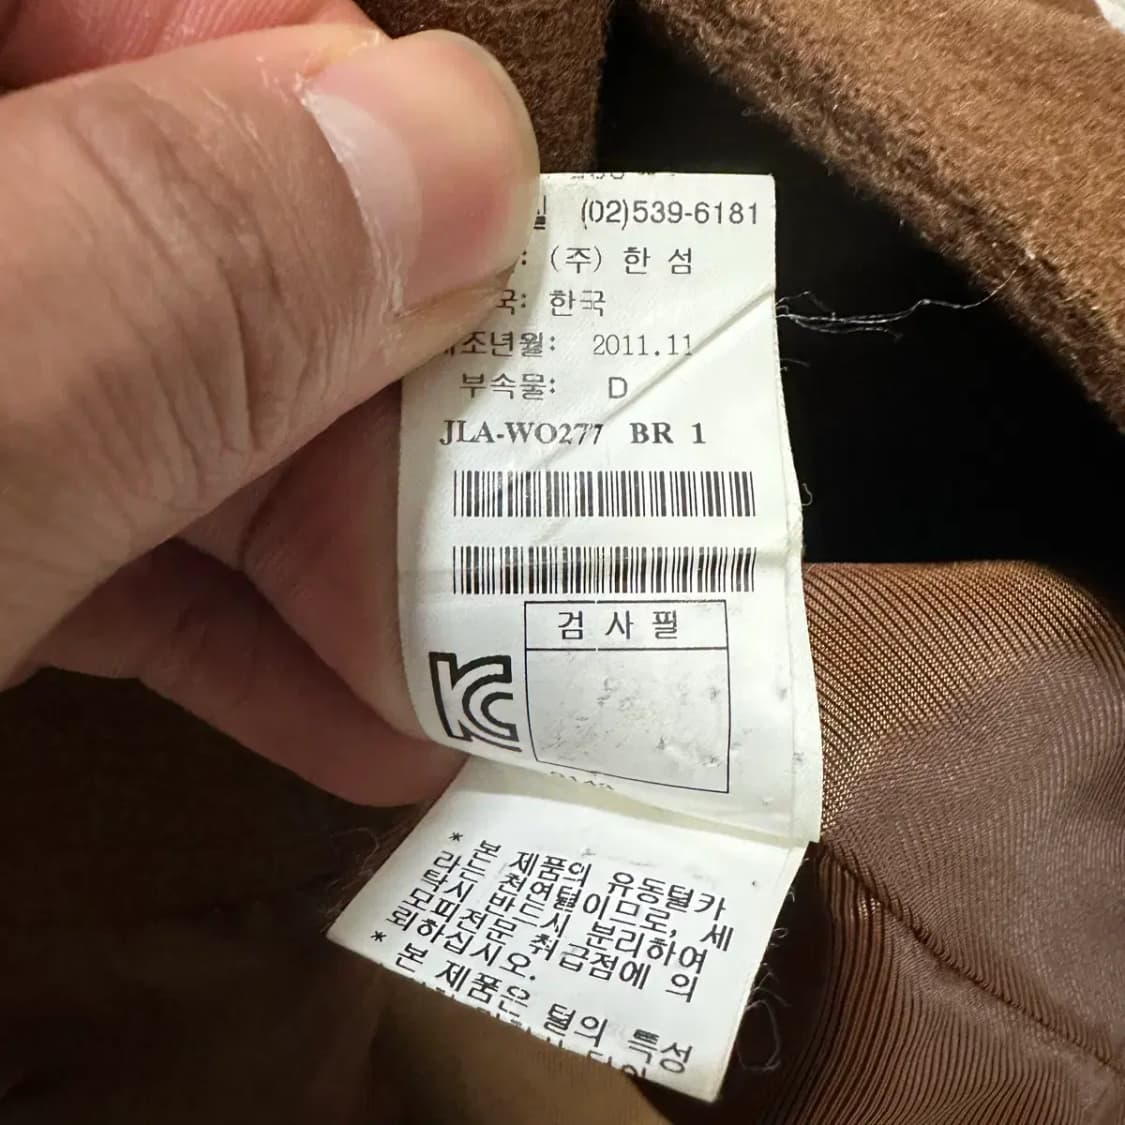 (02)539-6181
(주) 한 섬
국: 한국
조년월: 2011.11
부속물: D
JLA-WO277 BR 1
검 사 필
KC
* 본 제품의 유동털카
라는 천연털이므로, 세
탁시 반드시 분리하여
모피전문 취급점에 의
뢰하십시오.
* 본 제품은 털의 특성